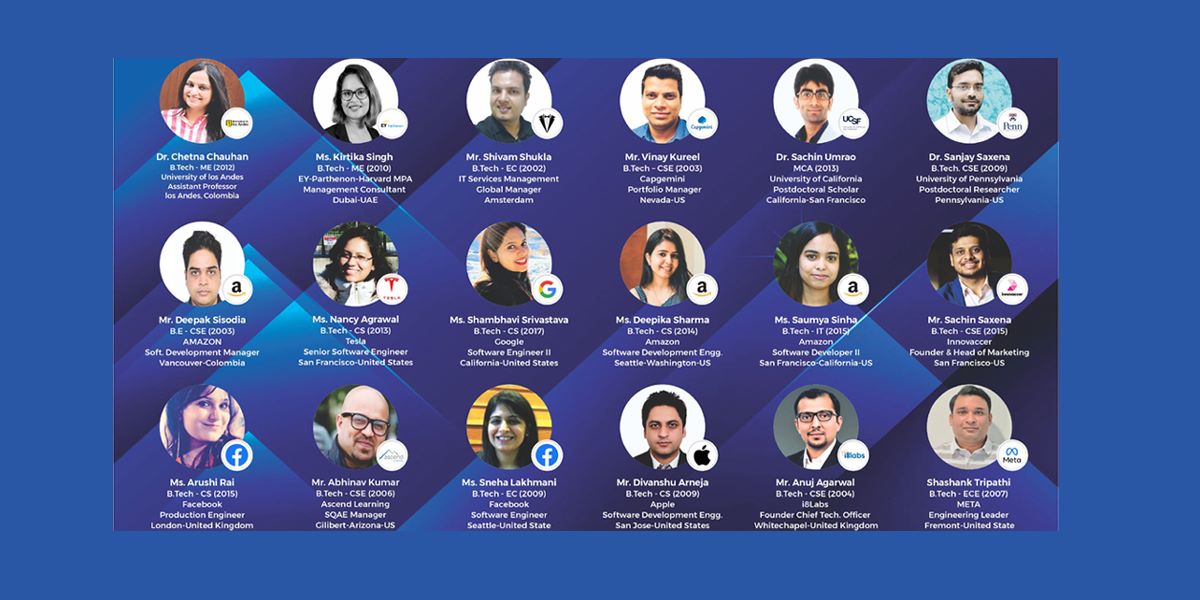 Dr. Chetna Chauhan
B.Tech - ME (2012)
University of los Andes
Assistant Professor
los Andes, Colombia
Ms. Kirtika Singh
B.Tech - ME (2010)
EY-Parthenon-Harvard MPA
Management Consultant
Dubai-UAE
EY
Mr. Shivam Shukla
B.Tech - EC (2002)
IT Services Management
Global Manager
Amsterdam
Capgemini
Mr. Vinay Kureel
B.Tech – CSE (2003)
Capgemini
Portfolio Manager
Nevada-US
UCSF
Dr. Sachin Umrao
MCA (2013)
University of California
Postdoctoral Scholar
California-San Francisco
Penn
Dr. Sanjay Saxena
B.Tech. CSE (2009)
University of Pennsylvania
Postdoctoral Researcher
Pennsylvania-US
a
Mr. Deepak Sisodia
B.E - CSE (2003)
AMAZON
Soft. Development Manager
Vancouver-Colombia
TESLA
Ms. Nancy Agrawal
B.Tech - CS (2013)
Tesla
Senior Software Engineer
San Francisco-United States
G
Ms. Shambhavi Srivastava
B.Tech - CS (2017)
Google
Software Engineer II
California-United States
a
Ms. Deepika Sharma
B.Tech - CS (2014)
Amazon
Software Development Engg.
Seattle-Washington-US
a
Ms. Saumya Sinha
B.Tech - IT (2015)
Amazon
Software Developer II
San Francisco-California-US
innovaccer
Mr. Sachin Saxena
B.Tech - CSE (2015)
Innovaccer
Founder & Head of Marketing
San Francisco-US
f
Ms. Arushi Rai
B.Tech - CS (2015)
Facebook
Production Engineer
London-United Kingdom
ascend
Mr. Abhinav Kumar
B.Tech - CSE (2006)
Ascend Learning
SQAE Manager
Gilibert-Arizona-US
f
Ms. Sneha Lakhmani
B.Tech - EC (2009)
Facebook
Software Engineer
Seattle-United State
Mr. Divanshu Arneja
B.Tech - CS (2009)
Apple
Software Development Engg.
San Jose-United States
i8labs
Mr. Anuj Agarwal
B.Tech - CSE (2004)
i8Labs
Founder Chief Tech. Officer
Whitechapel-United Kingdom
Meta
Shashank Tripathi
B.Tech - ECE (2007)
META
Engineering Leader
Fremont-United State